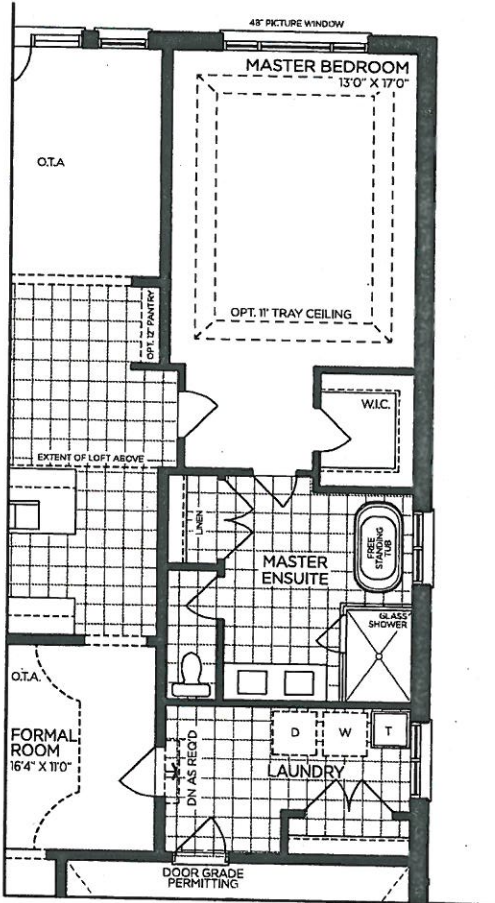 48" PICTURE WINDOW
MASTER BEDROOM
13'0" X 17'0"
O.T.A
OPT. 12" PANTRY
OPT. 11' TRAY CEILING
W.I.C.
EXTENT OF LOFT ABOVE
LINEN
FREE
STANDING
TUB
MASTER
ENSUITE
GLASS
SHOWER
O.T.A.
FORMAL
ROOM
16'4" X 11'0"
DN AS REQ'D
D
W
T
LAUNDRY
DOOR GRADE
PERMITTING